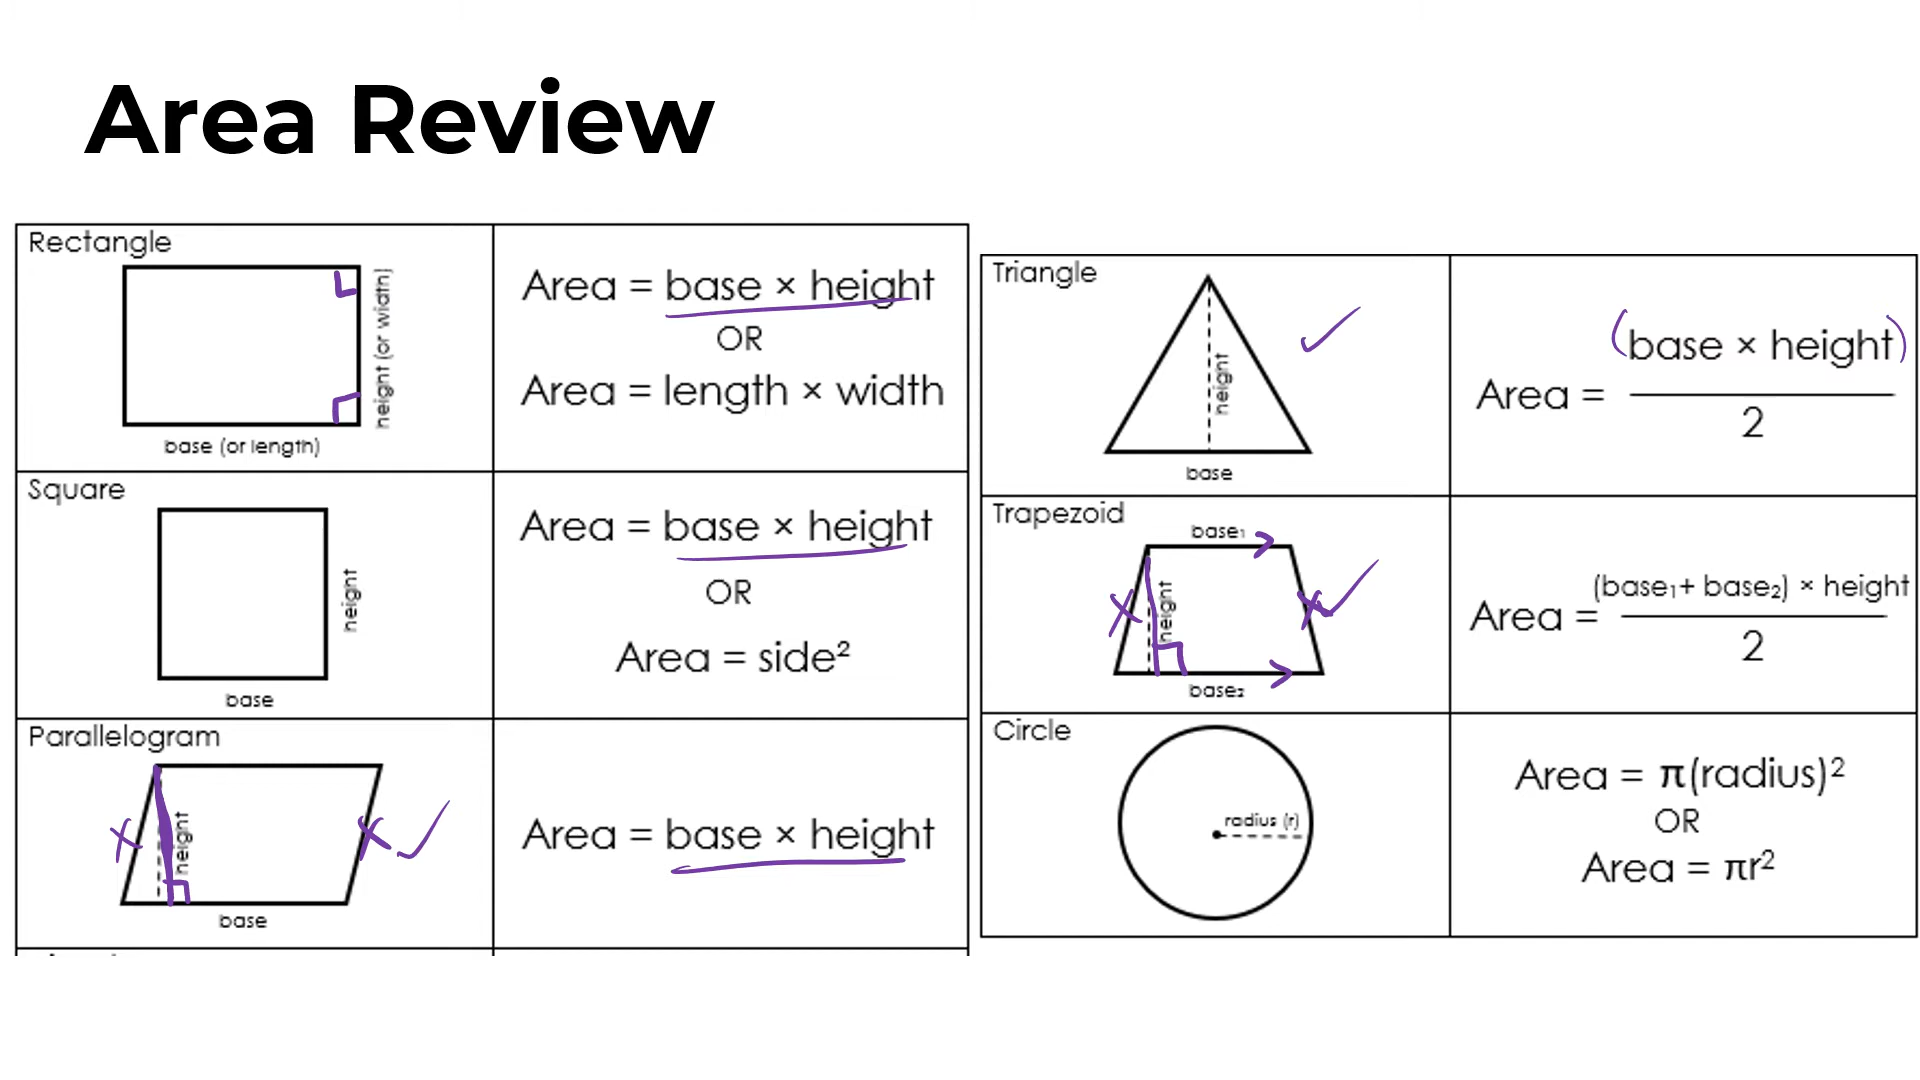 Area Review
Rectangle
height (or width)
base (or length)
Area = base × height
OR
Area = length × width
Square
height
base
Area = base × height
OR
Area = side²
Parallelogram
height
base
Area = base × height
Triangle
height
base
(base × height)
Area =
2
Trapezoid
base₁
height
base₂
(base₁+ base₂) × height
Area =
2
Circle
radius (r)
Area = π(radius)²
OR
Area = πr²